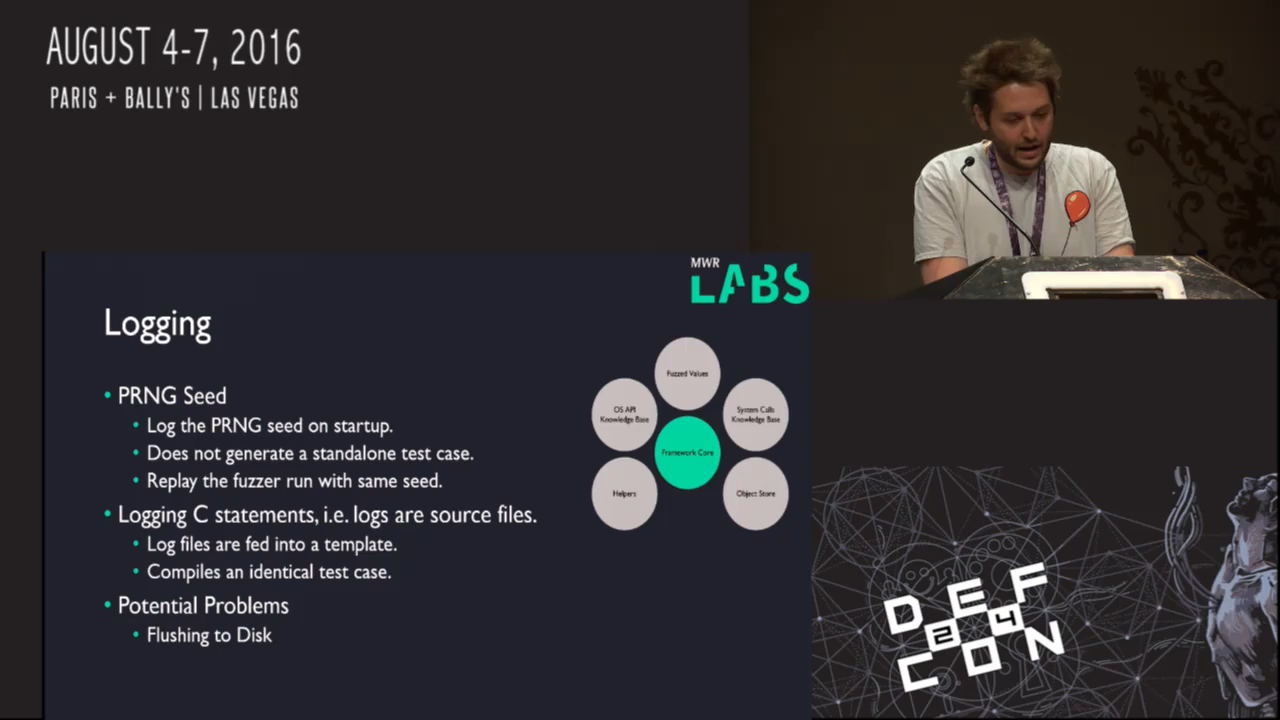 AUGUST 4-7, 2016
PARIS + BALLY'S | LAS VEGAS
MWR
LABS
Logging
• PRNG Seed
• Log the PRNG seed on startup.
• Does not generate a standalone test case.
• Replay the fuzzer run with same seed.
• Logging C statements, i.e. logs are source files.
• Log files are fed into a template.
• Compiles an identical test case.
• Potential Problems
• Flushing to Disk
Fuzzed Values
OS API
Knowledge Base
System Calls
Knowledge Base
Framework Core
Helpers
Object Store
DEF
24
CON